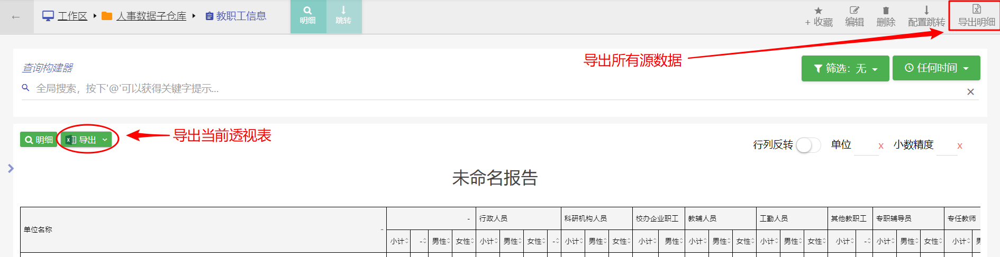 ← 工作区 ▸ 人事数据子仓库 ▸ 教职工信息
明细
跳转
+ 收藏
编辑
删除
配置跳转
导出明细
导出所有源数据
查询构建器
筛选：无
任何时间
全局搜索，按下'@'可以获得关键字提示...
明细
导出
导出当前透视表
行列反转
单位 x
小数精度 x
未命名报告
单位名称
- 行政人员 科研机构人员 校办企业职工 教辅人员 工勤人员 其他教职工 专职辅导员 专任教师
小计 - 男性 女性 小计 男性 女性 - 小计 男性 女性 小计 男性 小计 男性 女性 小计 男性 女性 小计 - 小计 男性 女性 小计